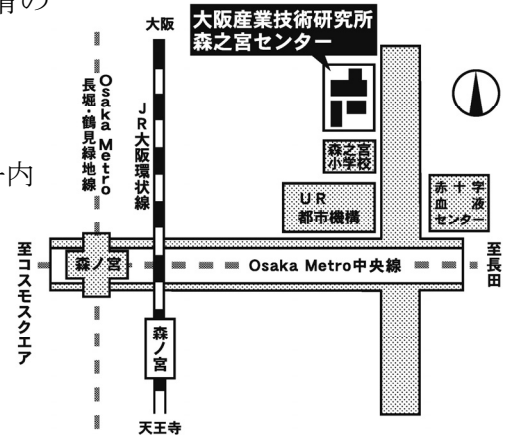 情の
内
大阪
大阪産業技術研究所
森之宮センター
Osaka Metro
長堀・鶴見緑地線
JR大阪環状線
森之宮
小学校
UR
都市機構
赤十字
血液
センター
至コスモスクエア
森ノ宮
Osaka Metro中央線
至長田
森ノ宮
天王寺